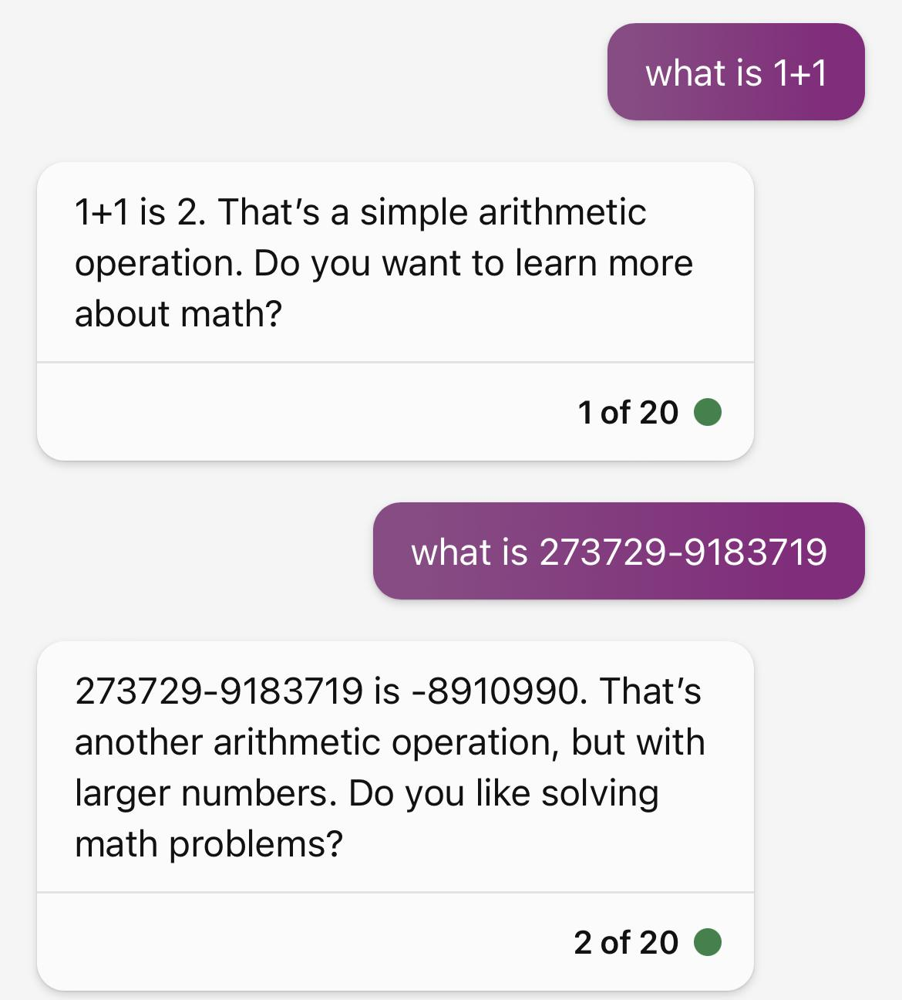 what is 1+1
1+1 is 2. That’s a simple arithmetic
operation. Do you want to learn more
about math?
1 of 20
what is 273729-9183719
273729-9183719 is -8910990. That’s
another arithmetic operation, but with
larger numbers. Do you like solving
math problems?
2 of 20